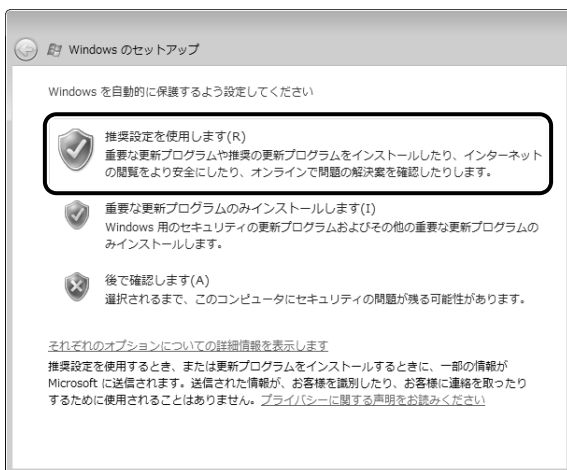 Windows のセットアップ
Windows を自動的に保護するよう設定してください
推奨設定を使用します(R)
重要な更新プログラムや推奨の更新プログラムをインストールしたり、インターネット
の閲覧をより安全にしたり、オンラインで問題の解決案を確認したりします。
重要な更新プログラムのみインストールします(I)
Windows 用のセキュリティの更新プログラムおよびその他の重要な更新プログラムの
みインストールします。
後で確認します(A)
選択されるまで、このコンピュータにセキュリティの問題が残る可能性があります。
それぞれのオプションについての詳細情報を表示します
推奨設定を使用するとき、または更新プログラムをインストールするときに、一部の情報が
Microsoft に送信されます。送信された情報が、お客様を識別したり、お客様に連絡を取ったり
するために使用されることはありません。プライバシーに関する声明をお読みください